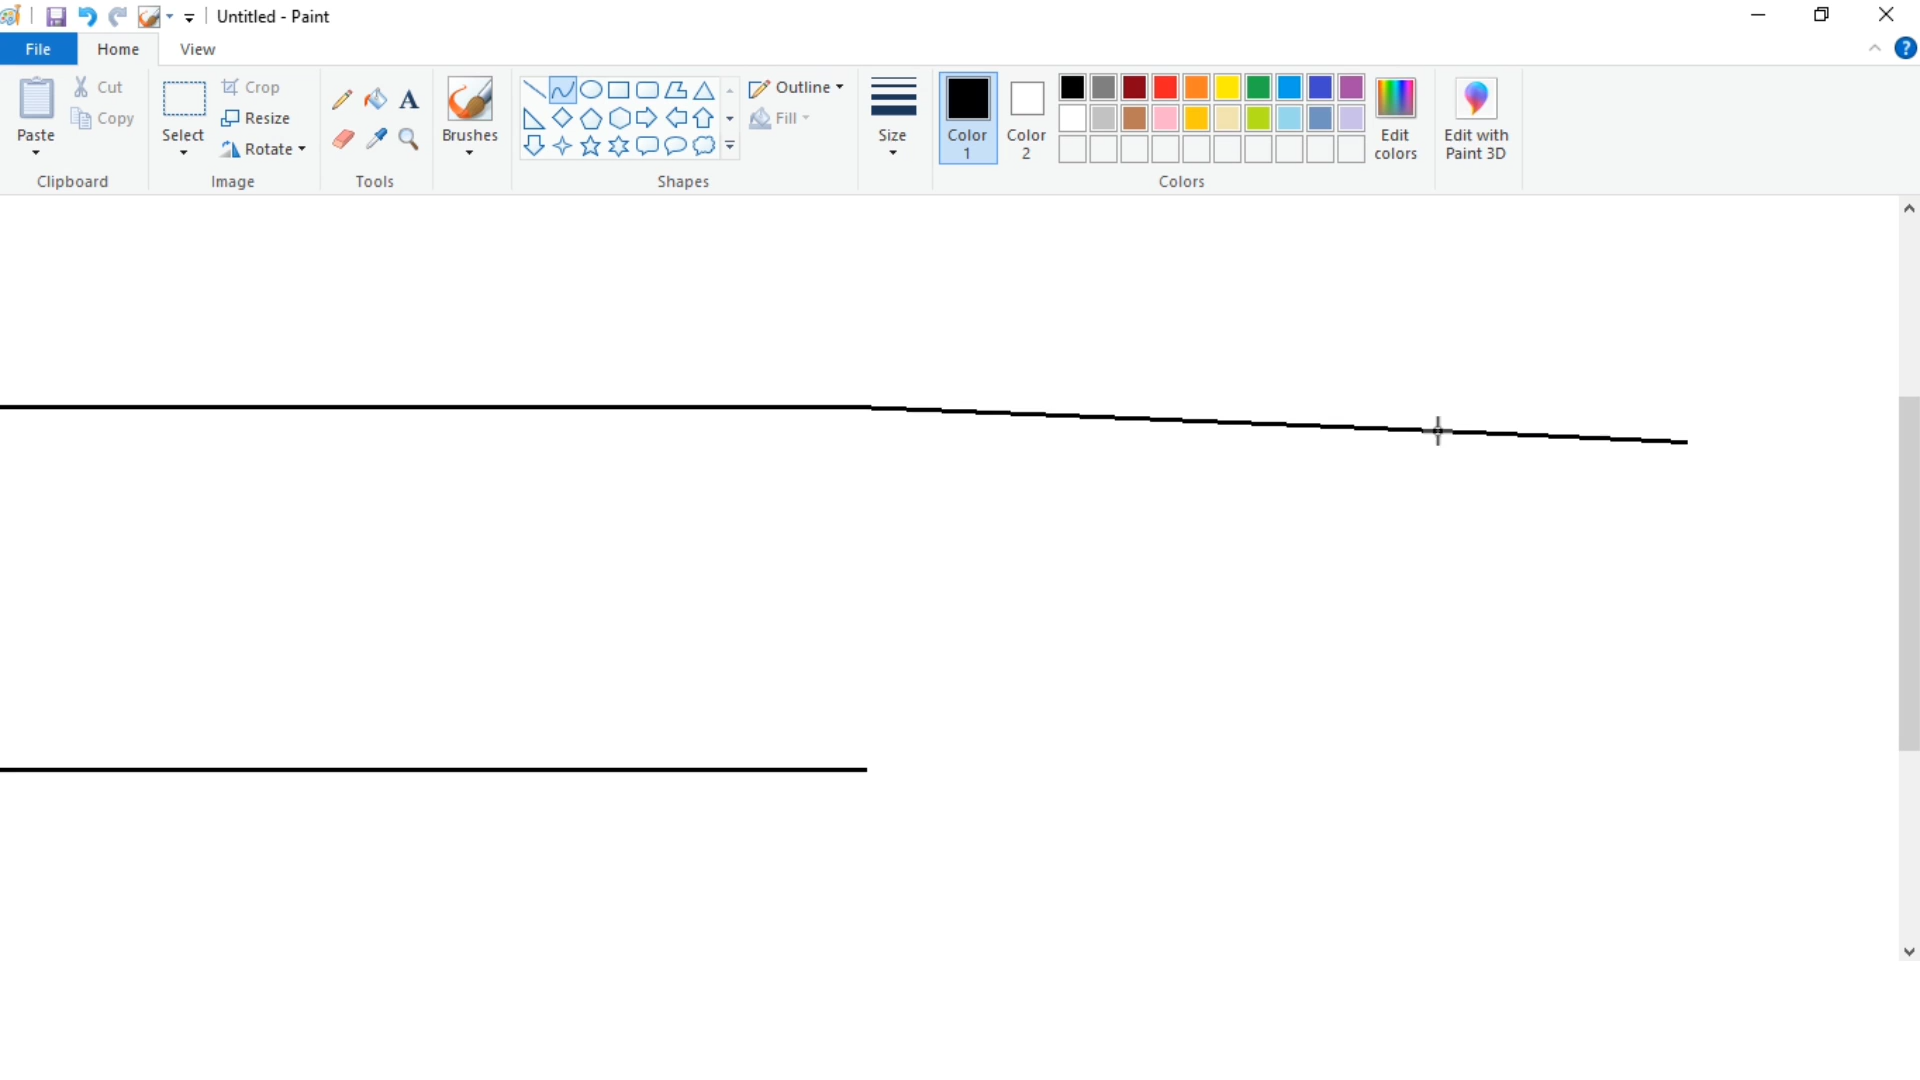 Untitled - Paint
File Home View
Paste
Cut
Copy
Clipboard
Select
Crop
Resize
Rotate
Image
A
Tools
Brushes
Outline
Fill
Shapes
Size
Color
1
Color
2
Edit
colors
Colors
Edit with
Paint 3D
?